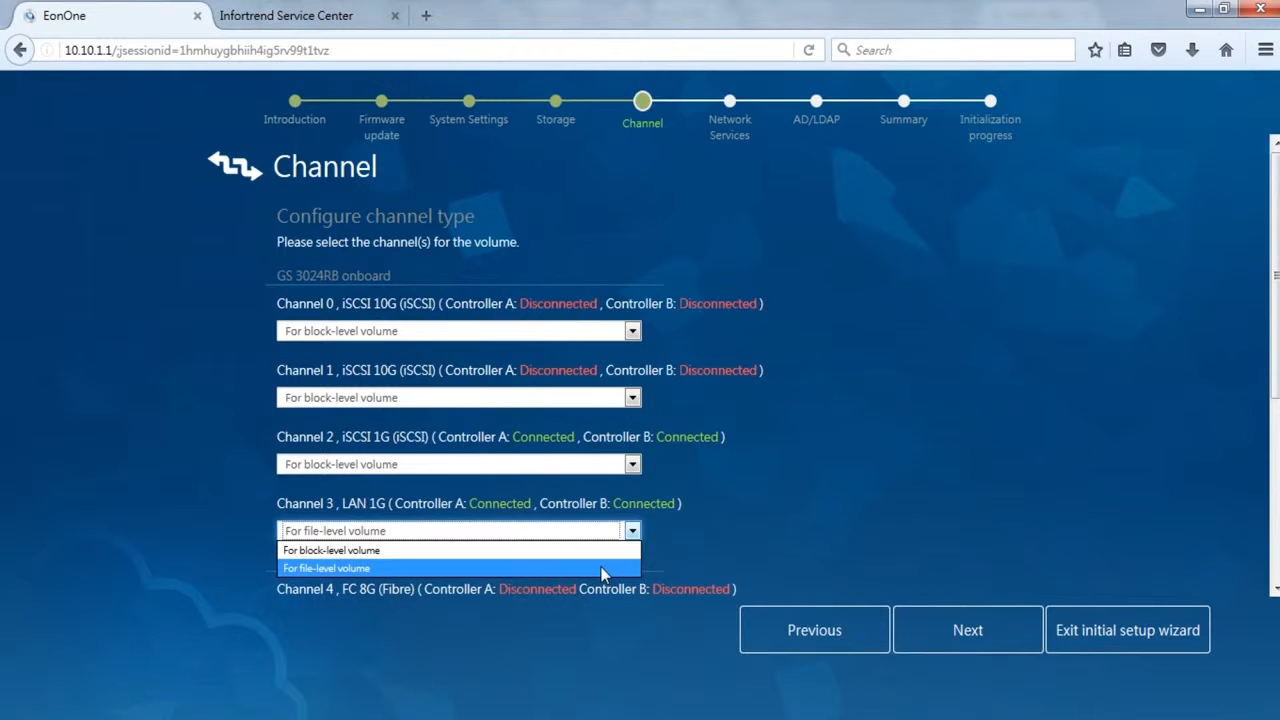 EonOne
Infortrend Service Center
10.10.1.1/;jsessionid=1hmhuygbhiih4ig5rv99t1tvz
Search
Introduction
Firmware
update
System Settings
Storage
Channel
Network
Services
AD/LDAP
Summary
Initialization
progress
Channel
Configure channel type
Please select the channel(s) for the volume.
GS 3024RB onboard
Channel 0 , iSCSI 10G (iSCSI) ( Controller A: Disconnected , Controller B: Disconnected )
For block-level volume
Channel 1 , iSCSI 10G (iSCSI) ( Controller A: Disconnected , Controller B: Disconnected )
For block-level volume
Channel 2 , iSCSI 1G (iSCSI) ( Controller A: Connected , Controller B: Connected )
For block-level volume
Channel 3 , LAN 1G ( Controller A: Connected , Controller B: Connected )
For file-level volume
For block-level volume
For file-level volume
Channel 4 , FC 8G (Fibre) ( Controller A: Disconnected Controller B: Disconnected )
Previous
Next
Exit initial setup wizard